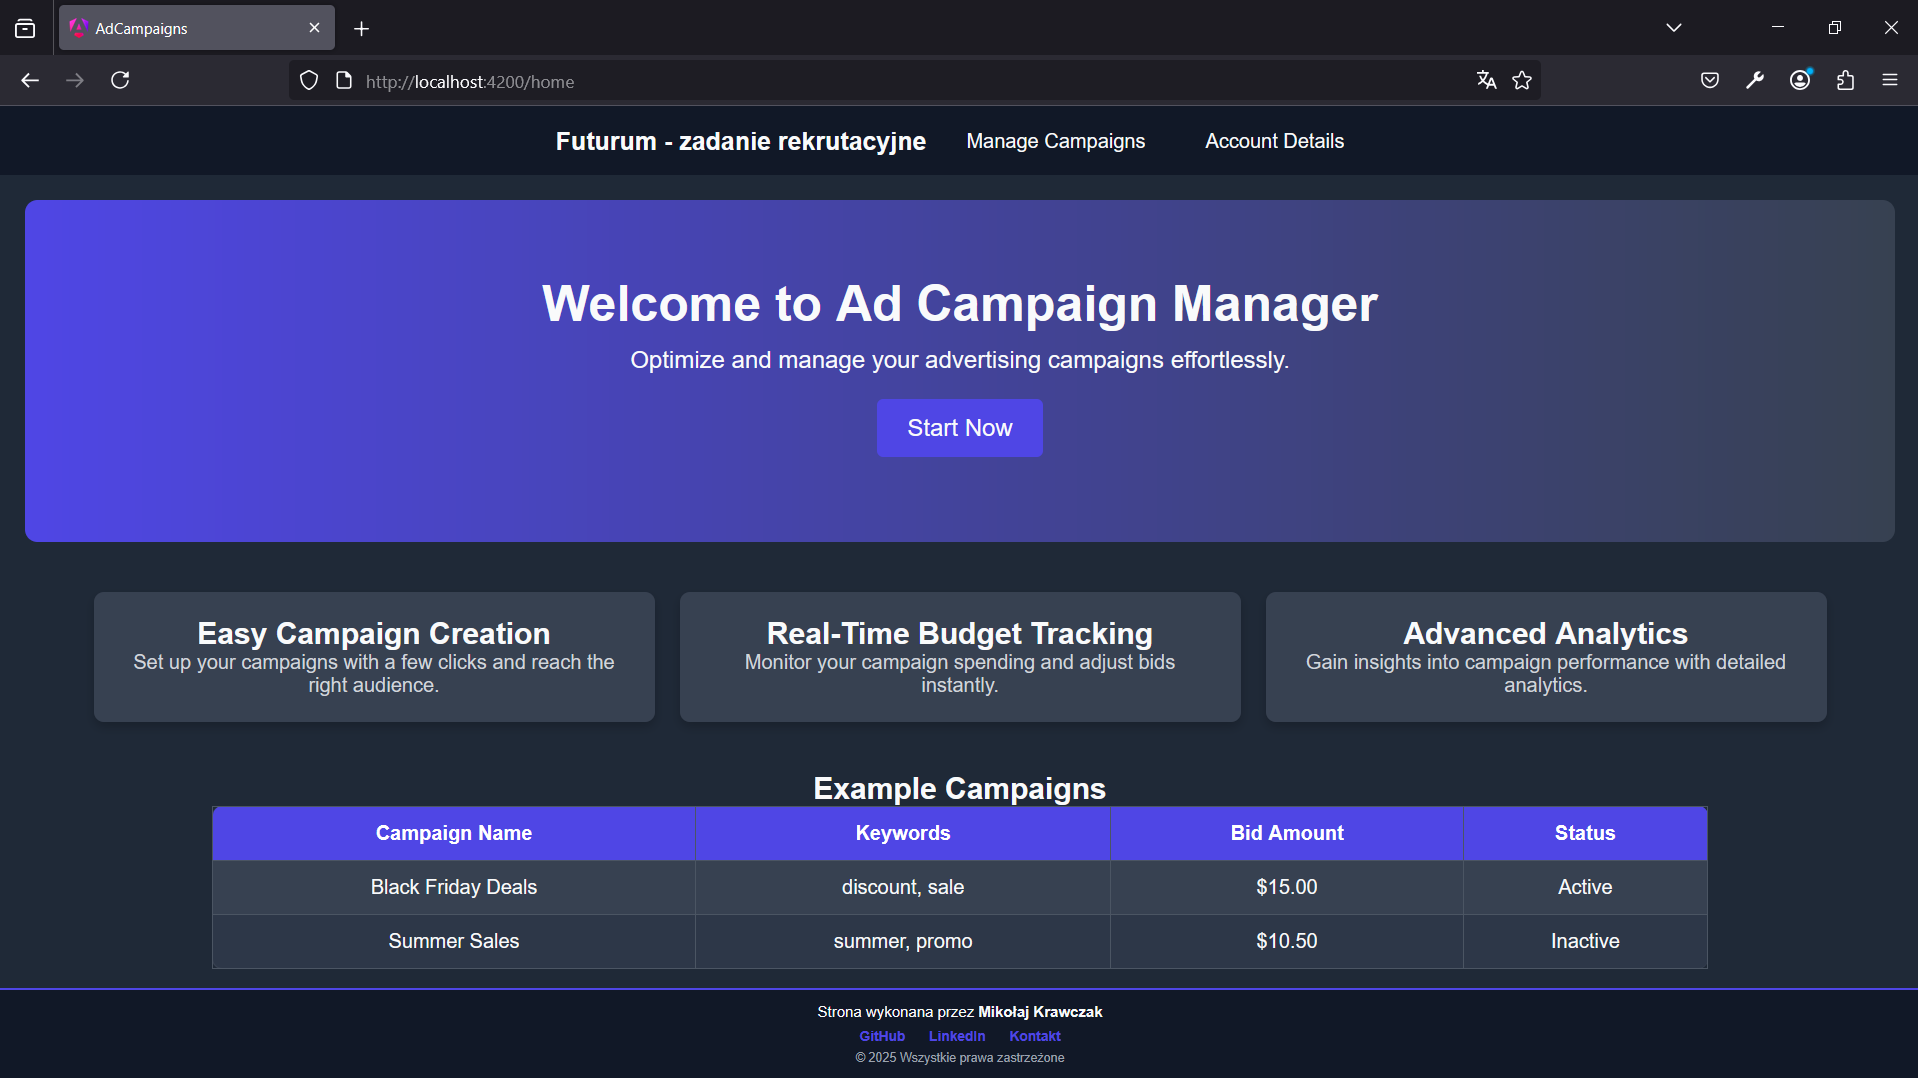 AdCampaigns
http://localhost:4200/home
Futurum - zadanie rekrutacyjne Manage Campaigns Account Details
Welcome to Ad Campaign Manager
Optimize and manage your advertising campaigns effortlessly.
Start Now
Easy Campaign Creation
Set up your campaigns with a few clicks and reach the
right audience.
Real-Time Budget Tracking
Monitor your campaign spending and adjust bids
instantly.
Advanced Analytics
Gain insights into campaign performance with detailed
analytics.
Example Campaigns
Campaign Name Keywords Bid Amount Status
Black Friday Deals discount, sale $15.00 Active
Summer Sales summer, promo $10.50 Inactive
Strona wykonana przez Mikołaj Krawczak
GitHub LinkedIn Kontakt
© 2025 Wszystkie prawa zastrzeżone